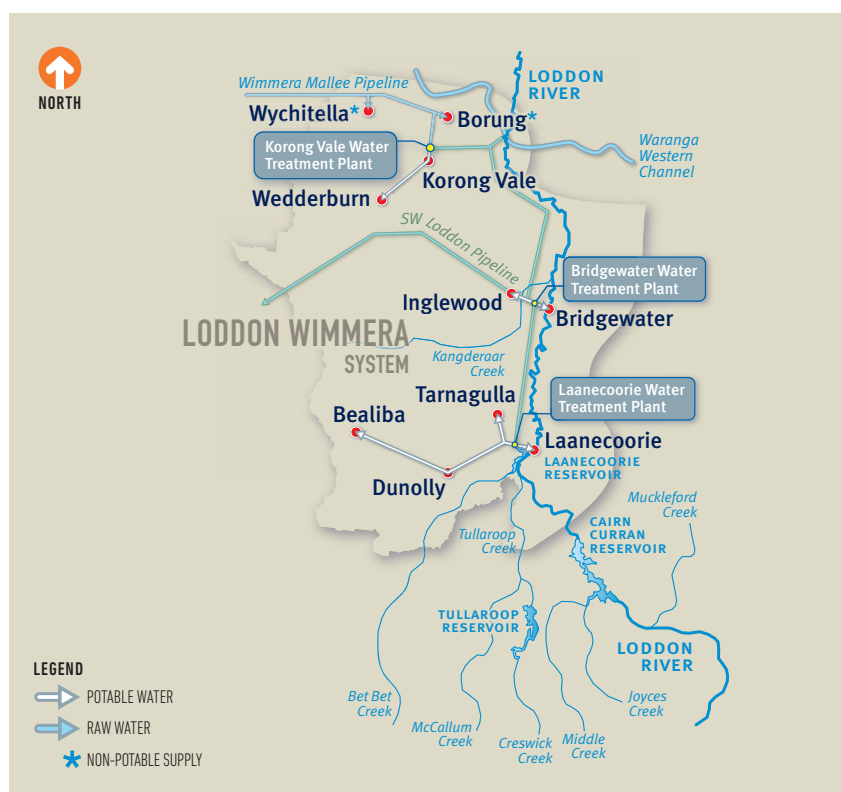 NORTH
Wimmera Mallee Pipeline
LODDON
RIVER
Wychitella*
Borung*
Waranga
Western
Channel
Korong Vale Water
Treatment Plant
Korong Vale
Wedderburn
SW Loddon Pipeline
Bridgewater Water
Treatment Plant
Inglewood
Bridgewater
LODDON WIMMERA
SYSTEM
Kangderaar
Creek
Laanecoorie Water
Treatment Plant
Tarnagulla
Bealiba
Laanecoorie
LAANECOORIE
RESERVOIR
Dunolly
Muckleford
Creek
CAIRN
CURRAN
RESERVOIR
Tullaroop
Creek
TULLAROOP
RESERVOIR
LODDON
RIVER
LEGEND
POTABLE WATER
RAW WATER
* NON-POTABLE SUPPLY
Bet Bet
Creek
McCallum
Creek
Creswick
Creek
Middle
Creek
Joyces
Creek